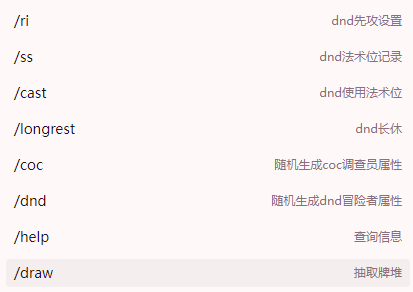 /ri dnd先攻设置
/ss dnd法术位记录
/cast dnd使用法术位
/longrest dnd长休
/coc 随机生成coc调查员属性
/dnd 随机生成dnd冒险者属性
/help 查询信息
/draw 抽取牌堆